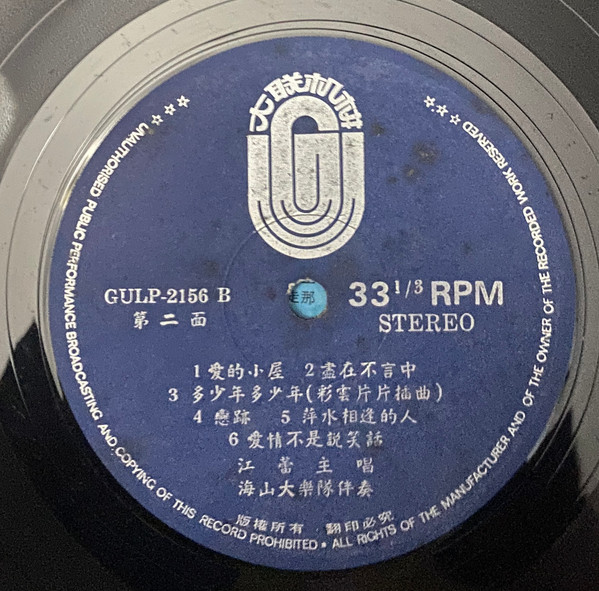 大联机构
GULP-2156 B
第二面
那
33 1/3 RPM
STEREO
1 愛的小屋 2 盡在不言中
3 多少年多少年(彩雲片片插曲)
4 戀跡 5 萍水相逢的人
6 愛情不是説笑話
江蕾主唱
海山大樂隊伴奏
版權所有 翻印必究
☆☆☆☆ UNAUTHORISED PUBLIC PERFORMANCE BROADCASTING AND COPYING OF THIS RECORD PROHIBITED • ALL RIGHTS OF THE MANUFACTURER AND OF THE OWNER OF THE RECORDED WORK RESERVED ☆☆☆☆